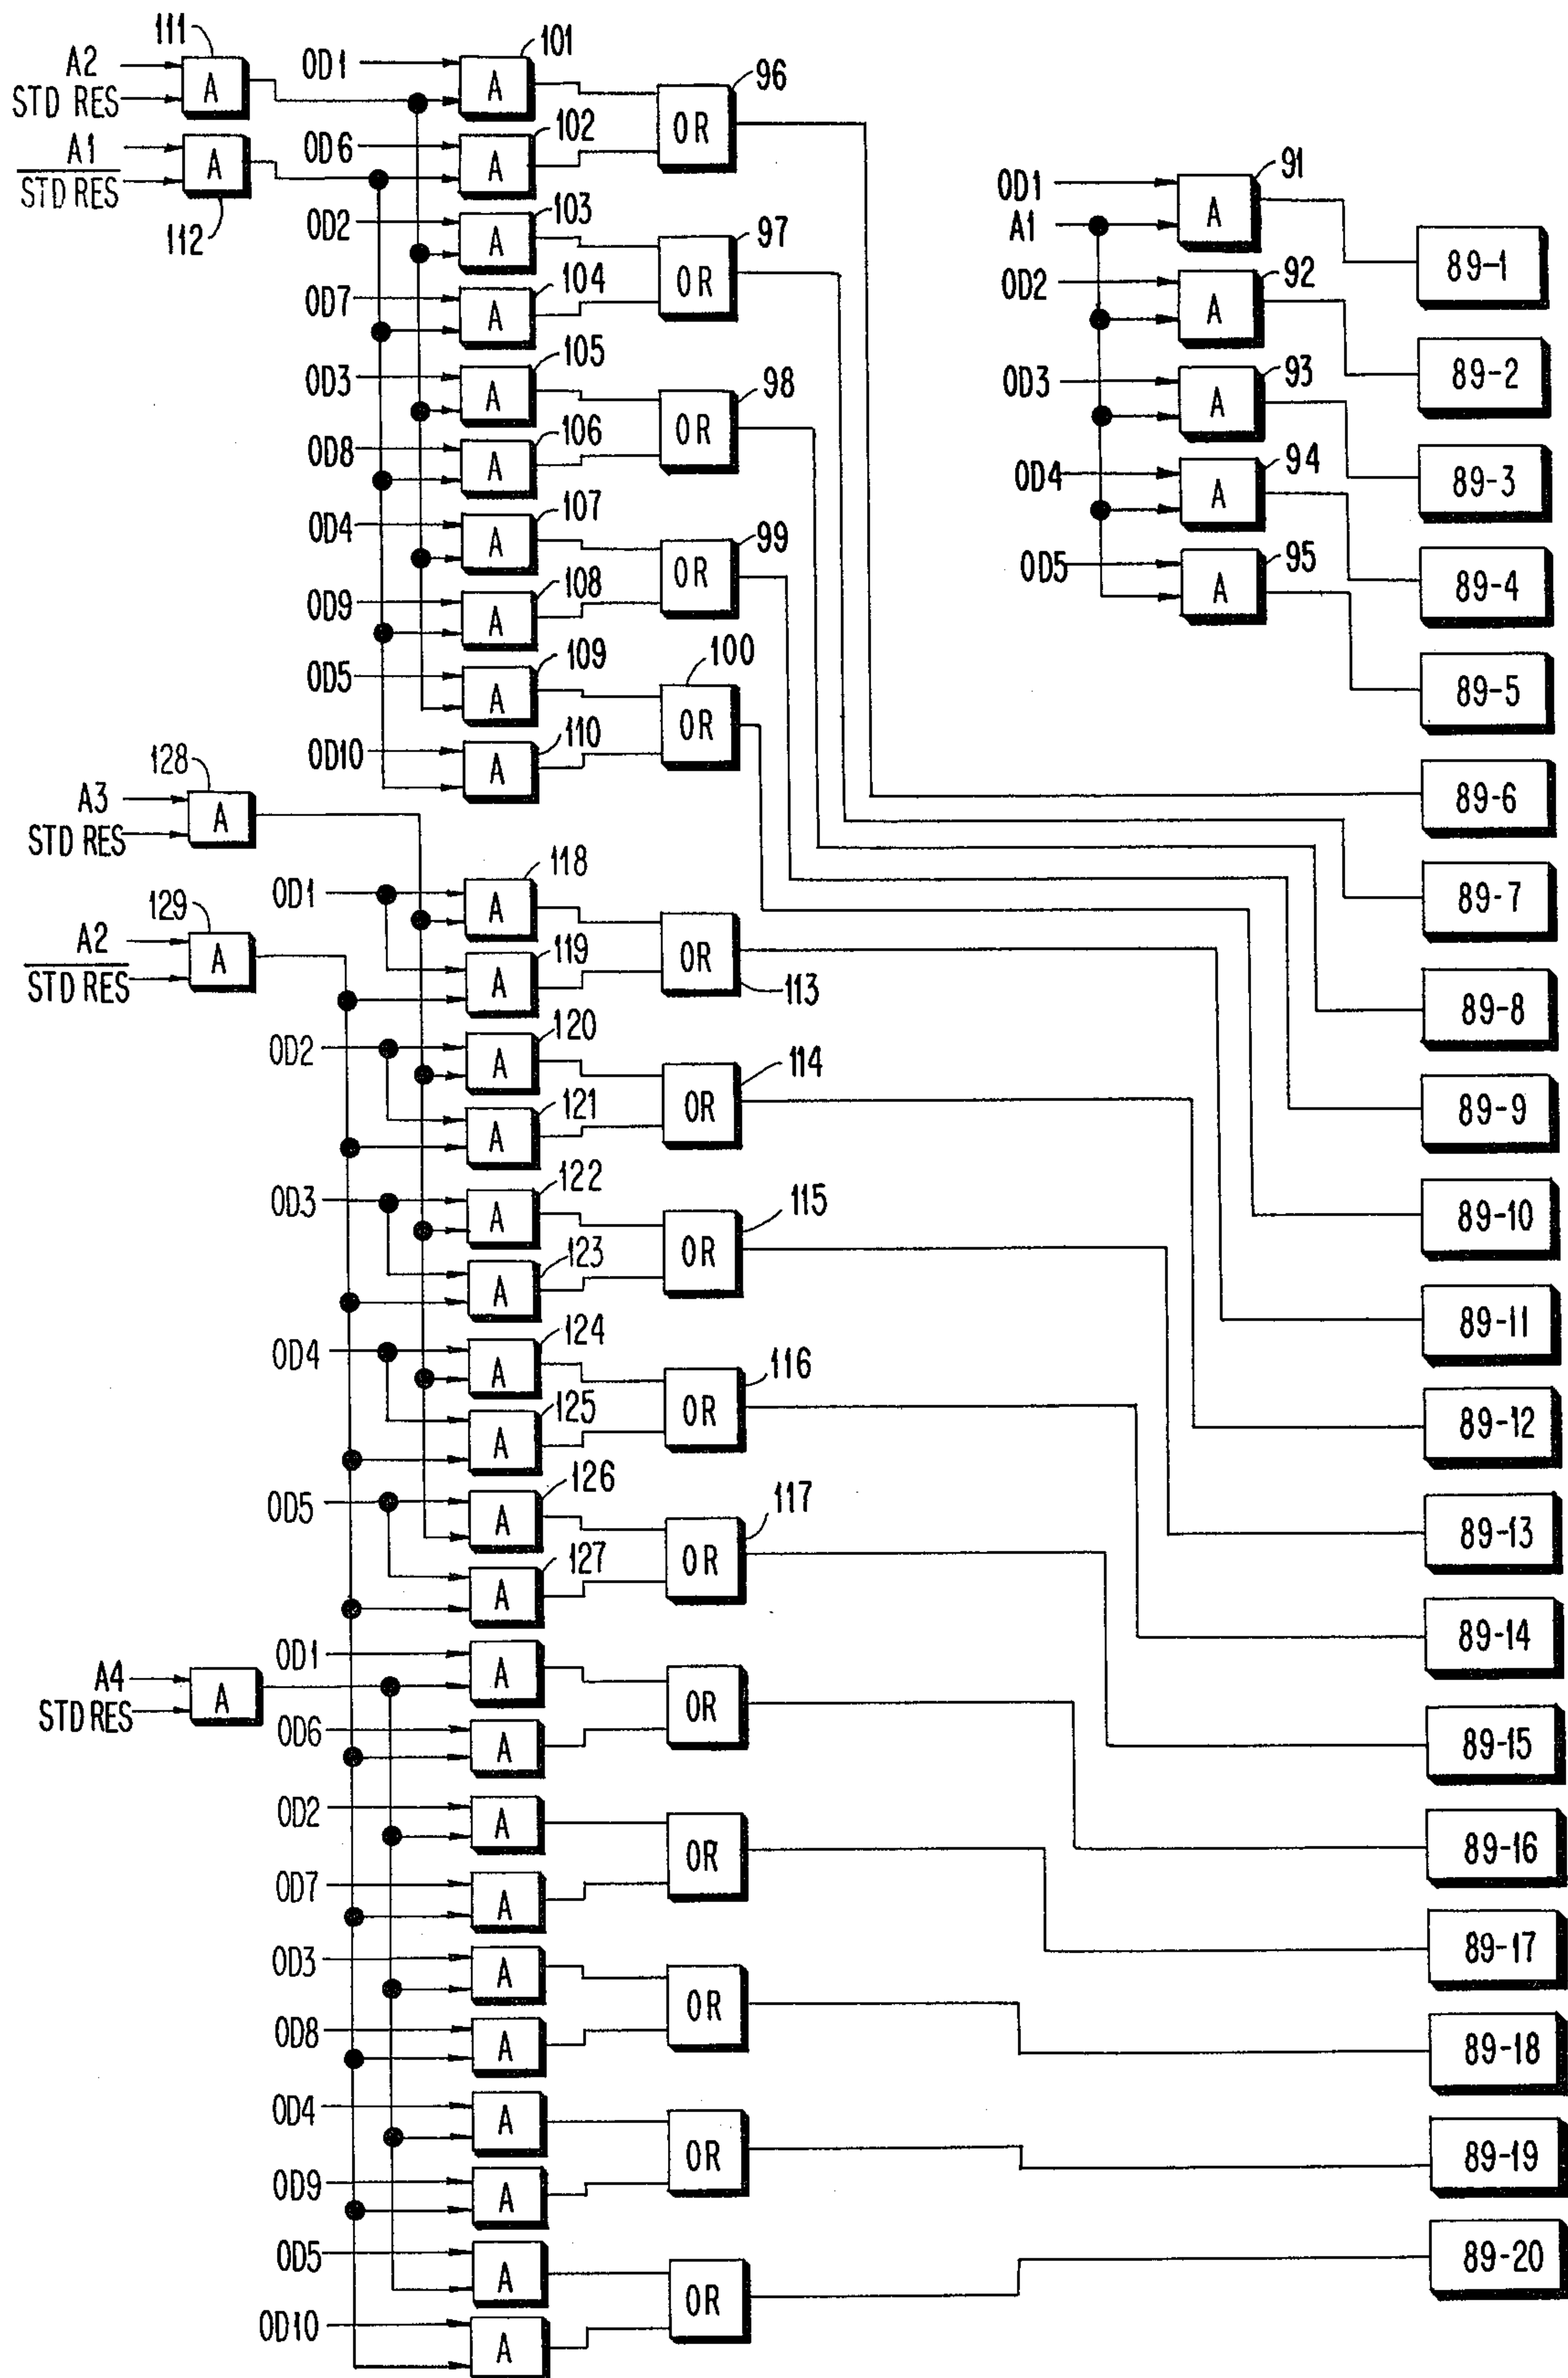 111
A2
STD RES
A
A1
STD RES
A
112
OD1
A
101
OD6
A
102
OR
96
OD2
A
103
OD7
A
104
OR
97
OD3
A
105
OD8
A
106
OR
98
OD4
A
107
OD9
A
108
OR
99
OD5
A
109
OD10
A
110
OR
100
OD1
A1
A
91
OD2
A
92
OD3
A
93
OD4
A
94
OD5
A
95
89-1
89-2
89-3
89-4
89-5
89-6
89-7
89-8
89-9
89-10
89-11
89-12
89-13
89-14
89-15
89-16
89-17
89-18
89-19
89-20
128
A3
STD RES
A
129
A2
STD RES
A
OD1
A
118
A
119
OR
113
OD2
A
120
A
121
OR
114
OD3
A
122
A
123
OR
115
OD4
A
124
A
125
OR
116
OD5
A
126
A
127
OR
117
A4
STD RES
A
OD1
A
OD6
A
OR
OD2
A
OD7
A
OR
OD3
A
OD8
A
OR
OD4
A
OD9
A
OR
OD5
A
OD10
A
OR